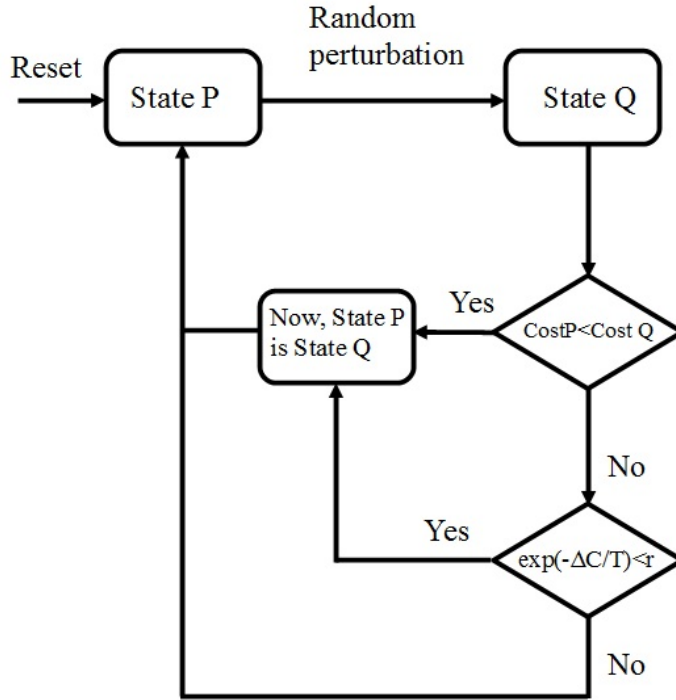 Random
perturbation
Reset
State P
State Q
Yes
Now, State P
is State Q
CostP<Cost Q
No
Yes
exp(-ΔC/T)<r
No